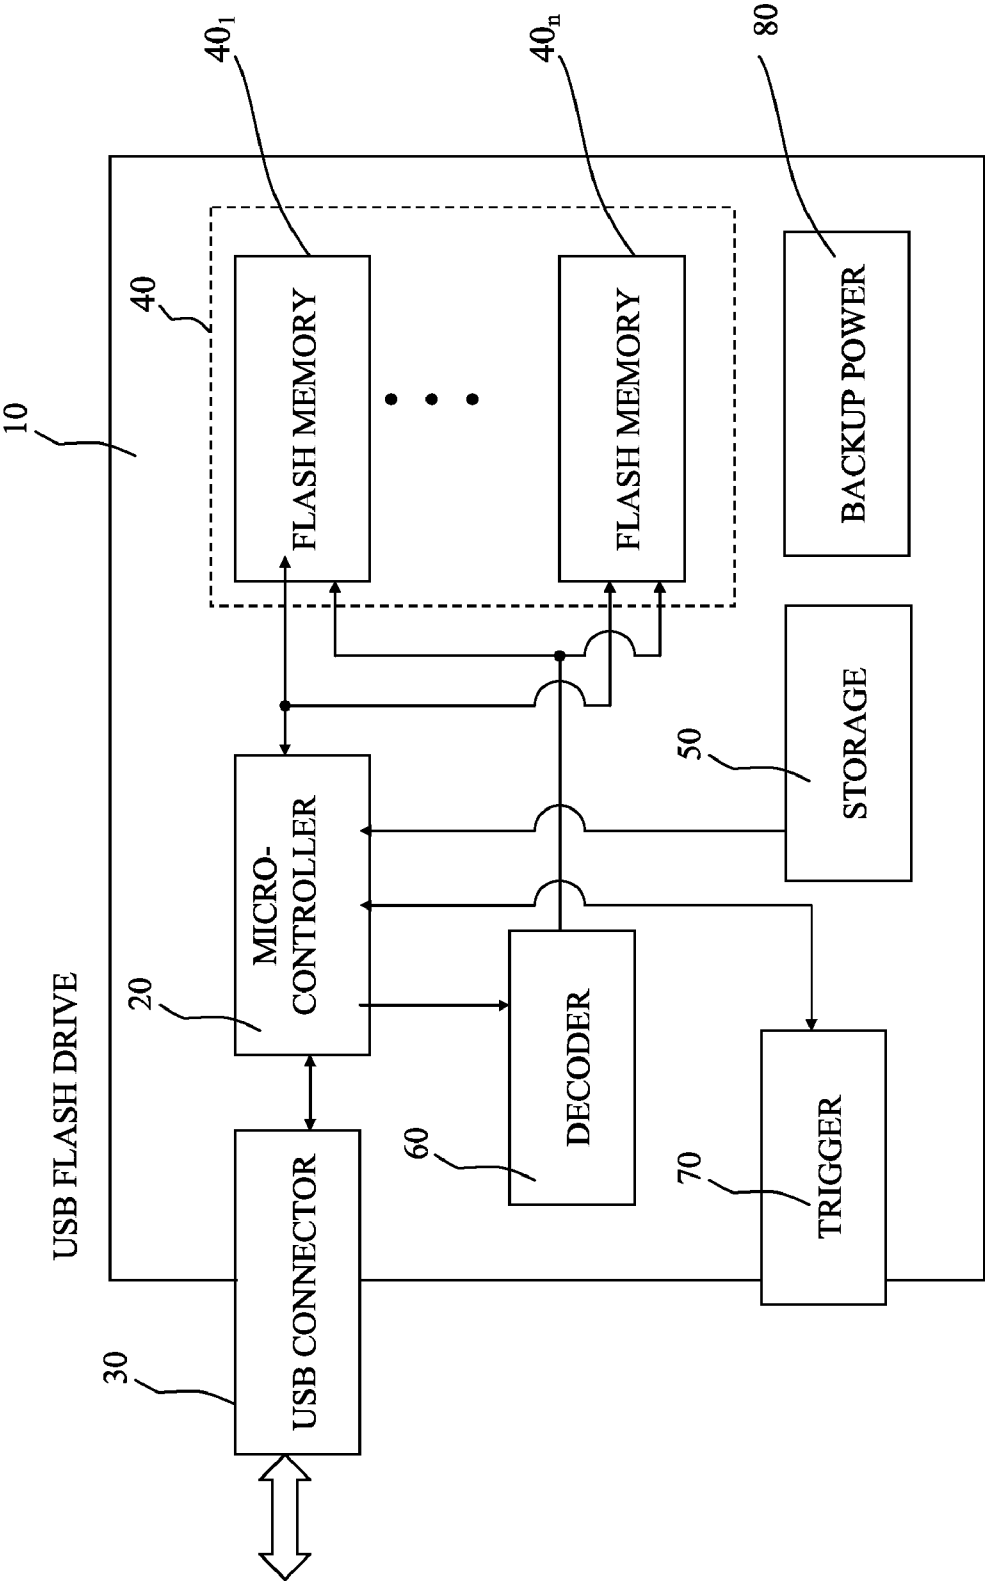 USB FLASH DRIVE
10
40
40₁
40ₙ
80
30
USB CONNECTOR
20
MICRO-
CONTROLLER
FLASH MEMORY
FLASH MEMORY
60
DECODER
70
TRIGGER
50
STORAGE
BACKUP POWER